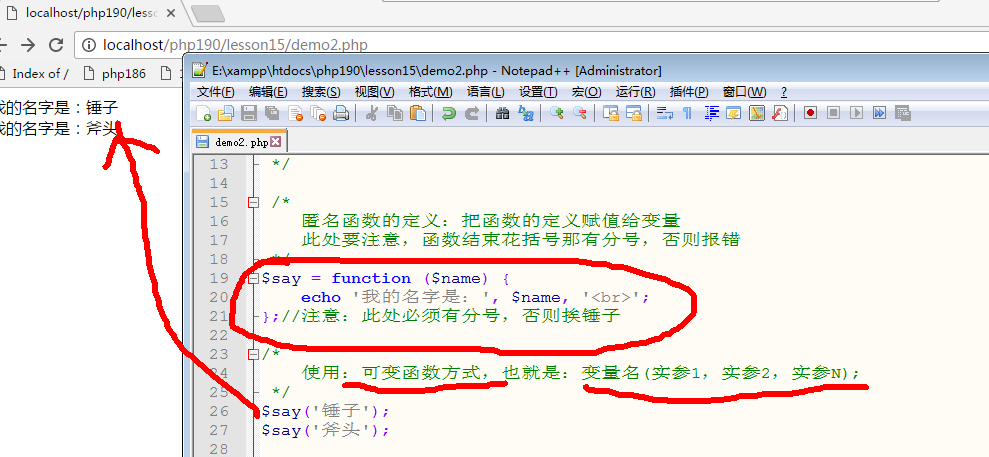 localhost/php190/less
localhost/php190/lesson15/demo2.php
Index of /
php186
1
我的名字是：锤子
我的名字是：斧头
E:\xampp\htdocs\php190\lesson15\demo2.php - Notepad++ [Administrator]
文件(F) 编辑(E) 搜索(S) 视图(V) 格式(M) 语言(L) 设置(T) 宏(O) 运行(R) 插件(P) 窗口(W) ?
demo2.php
13 */
14
15 /*
16 匿名函数的定义：把函数的定义赋值给变量
17 此处要注意，函数结束花括号那有分号，否则报错
18 */
19 $say = function ($name) {
20 echo '我的名字是：', $name, '<br>';
21 };//注意：此处必须有分号，否则挨锤子
22
23 /*
24 使用：可变函数方式，也就是：变量名(实参1，实参2，实参N);
25 */
26 $say('锤子');
27 $say('斧头');
28